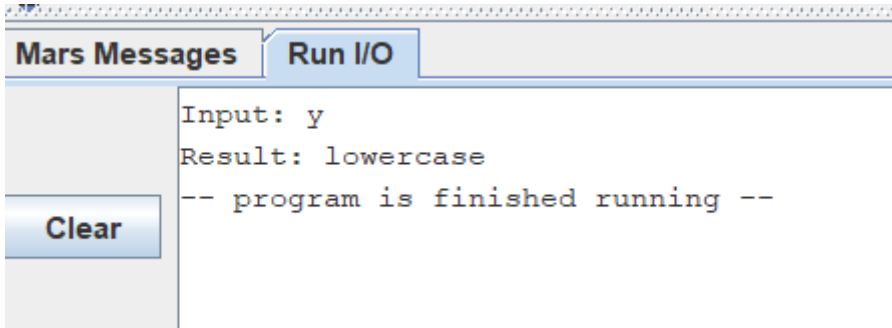 Mars Messages Run I/O
Input: y
Result: lowercase
-- program is finished running --
Clear